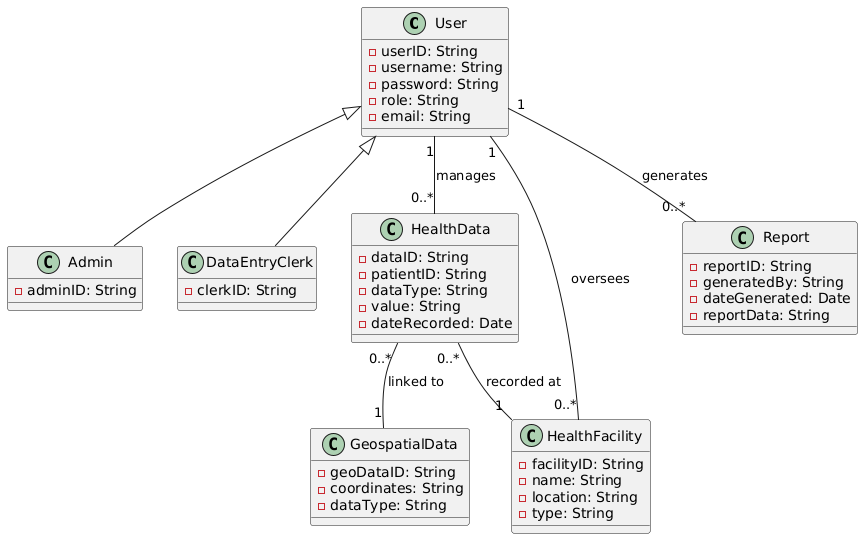 C User
userID: String
username: String
password: String
role: String
email: String
1
1
1
manages
generates
0..*
0..*
C Admin
adminID: String
C DataEntryClerk
clerkID: String
C HealthData
dataID: String
patientID: String
dataType: String
value: String
dateRecorded: Date
oversees
C Report
reportID: String
generatedBy: String
dateGenerated: Date
reportData: String
0..*
0..*
linked to
recorded at
1
1
0..*
C GeospatialData
geoDataID: String
coordinates: String
dataType: String
C HealthFacility
facilityID: String
name: String
location: String
type: String